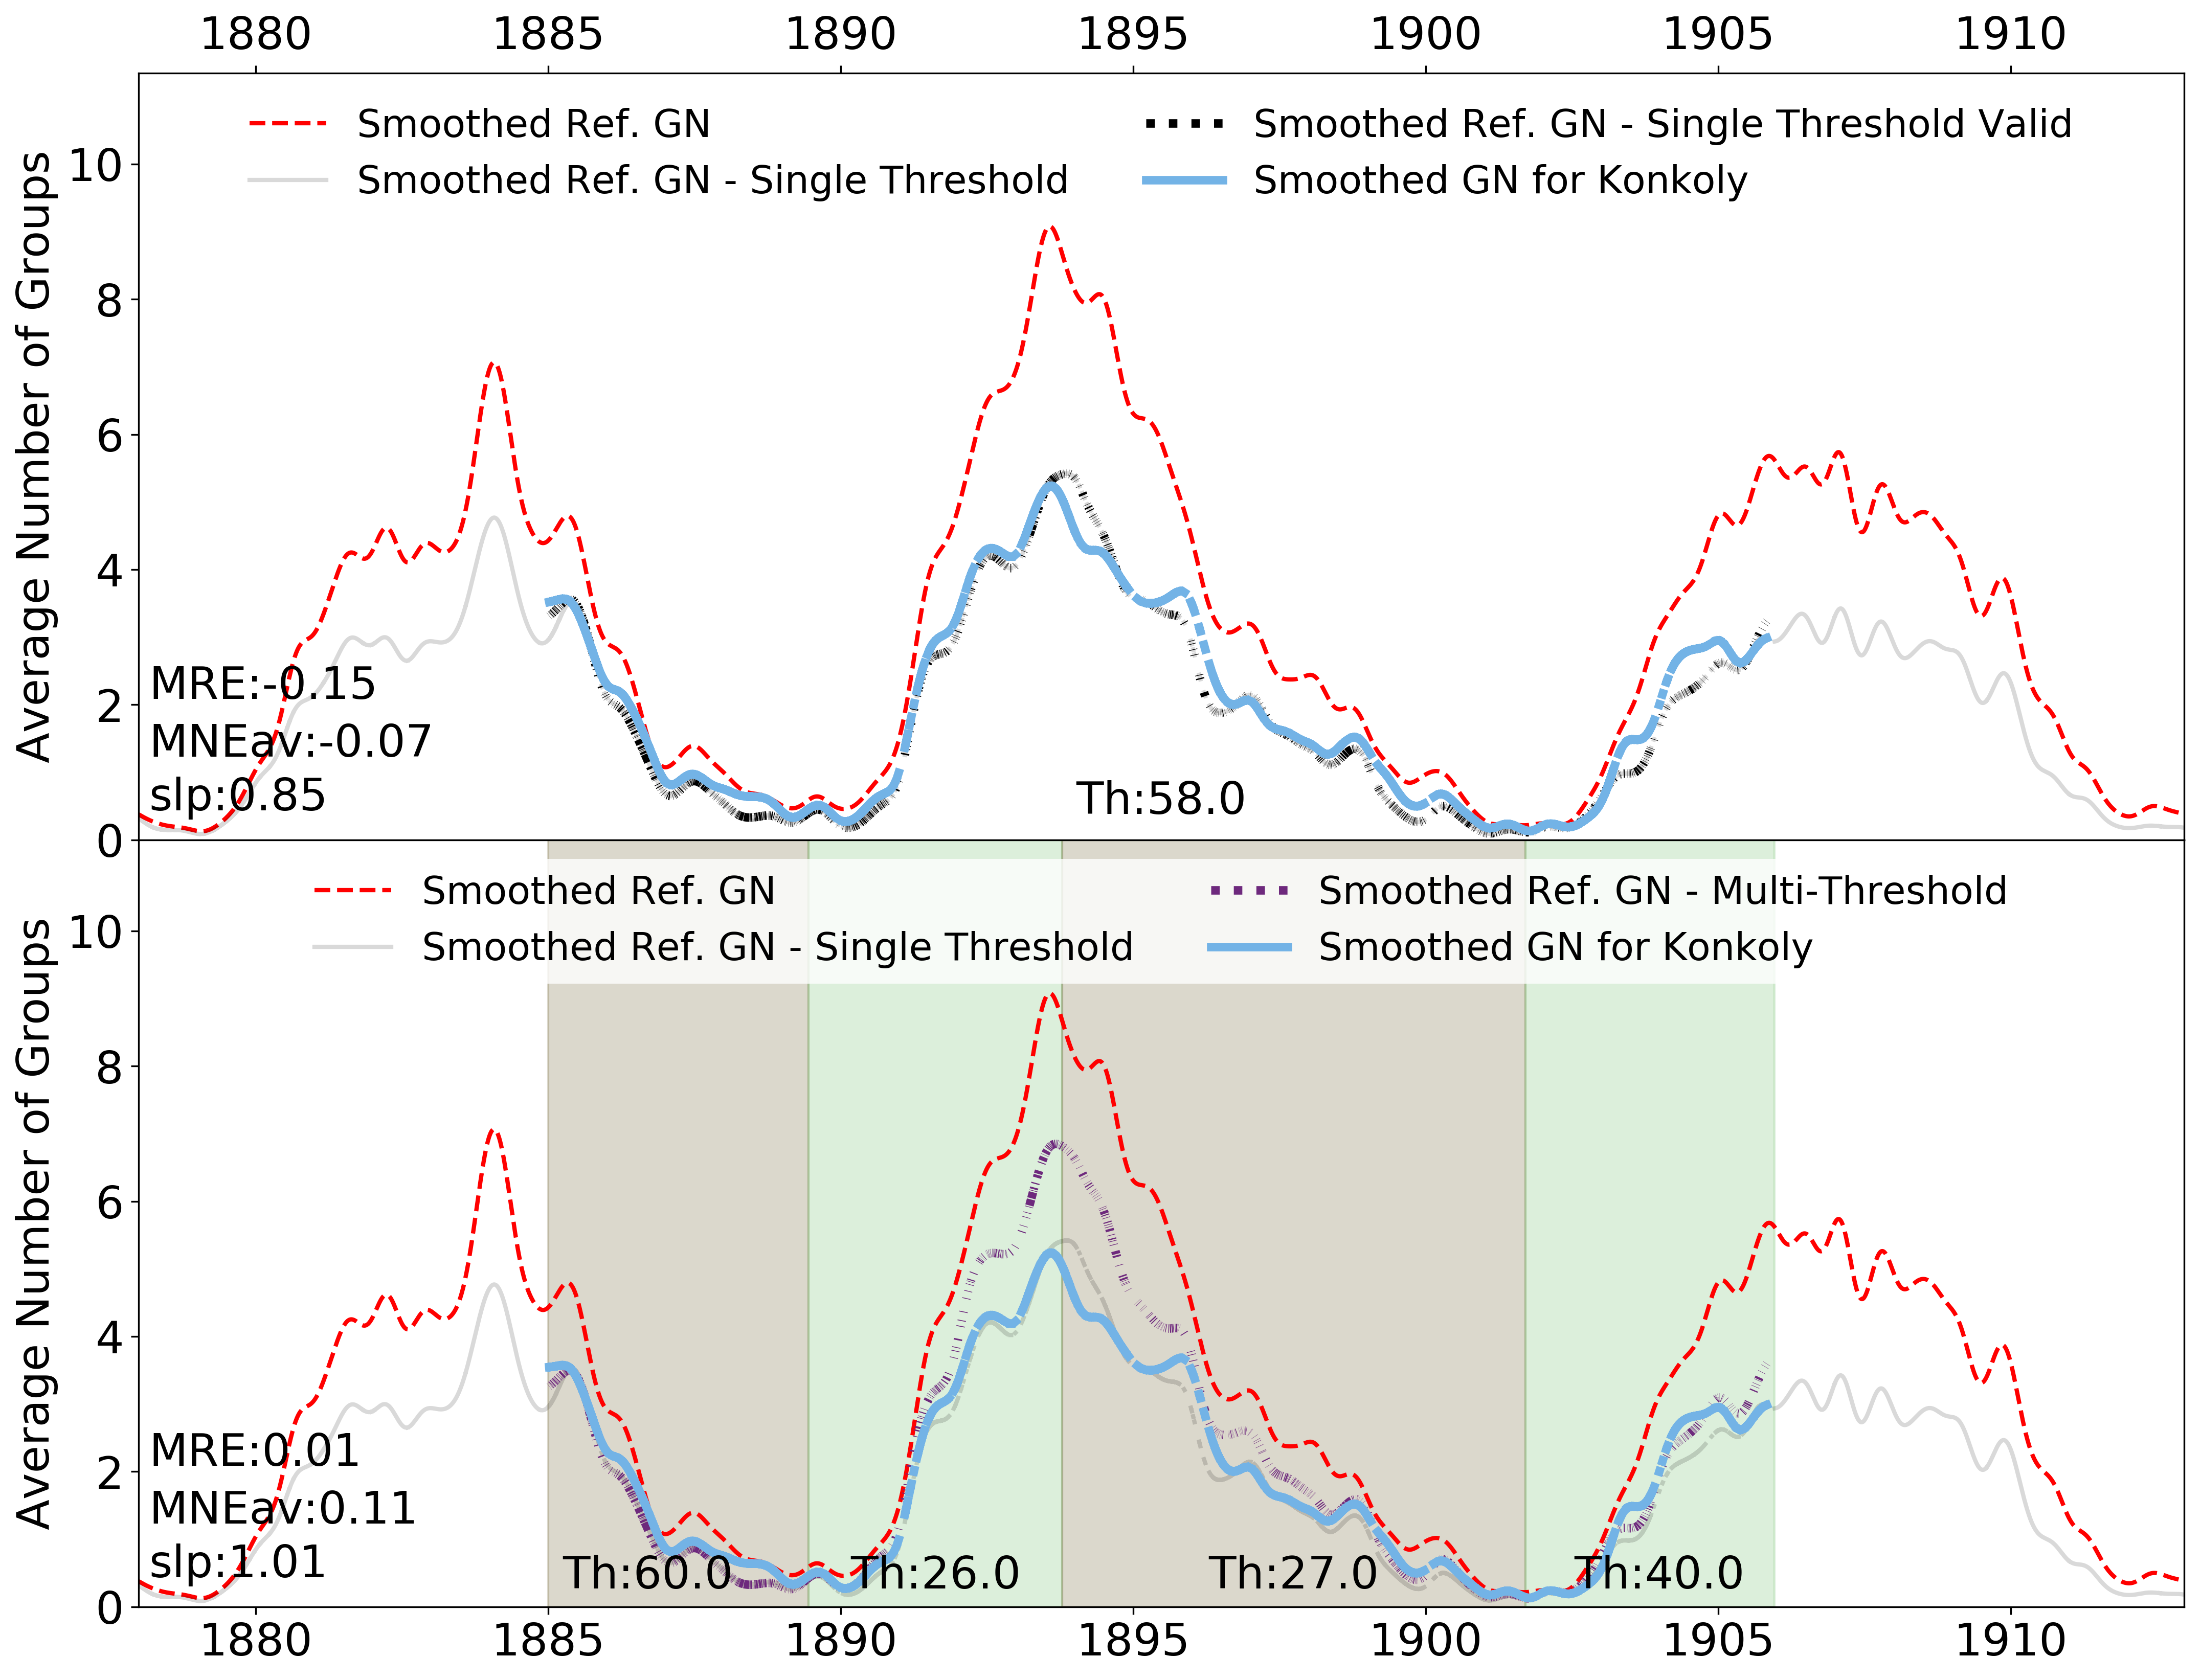 1880 1885 1890 1895 1900 1905 1910
Smoothed Ref. GN
Smoothed Ref. GN - Single Threshold
Smoothed Ref. GN - Single Threshold Valid
Smoothed GN for Konkoly
Average Number of Groups
10
8
6
4
2
0
MRE:-0.15
MNEav:-0.07
slp:0.85
Th:58.0
Smoothed Ref. GN
Smoothed Ref. GN - Single Threshold
Smoothed Ref. GN - Multi-Threshold
Smoothed GN for Konkoly
Average Number of Groups
10
8
6
4
2
0
MRE:0.01
MNEav:0.11
slp:1.01
Th:60.0
Th:26.0
Th:27.0
Th:40.0
1880 1885 1890 1895 1900 1905 1910